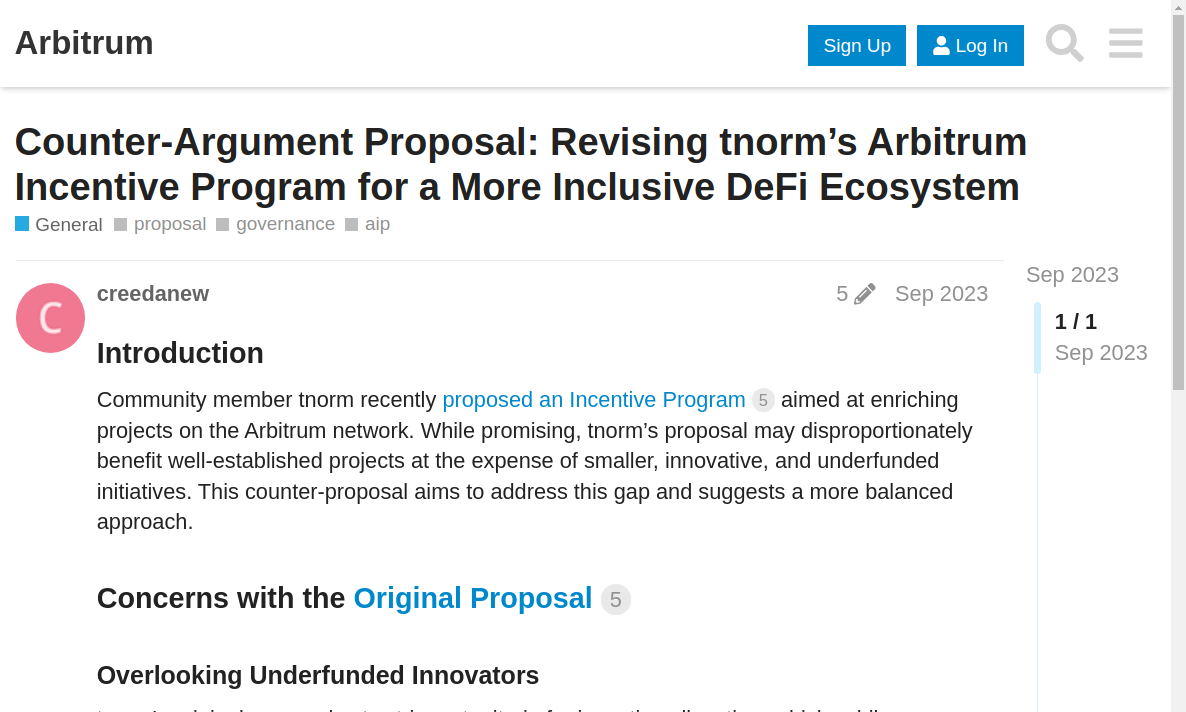 Arbitrum
Sign Up
Log In
Counter-Argument Proposal: Revising tnorm’s Arbitrum
Incentive Program for a More Inclusive DeFi Ecosystem
General proposal governance aip
C
creedanew
5 Sep 2023
Sep 2023
1 / 1
Sep 2023
Introduction
Community member tnorm recently proposed an Incentive Program 5 aimed at enriching
projects on the Arbitrum network. While promising, tnorm’s proposal may disproportionately
benefit well-established projects at the expense of smaller, innovative, and underfunded
initiatives. This counter-proposal aims to address this gap and suggests a more balanced
approach.
Concerns with the Original Proposal 5
Overlooking Underfunded Innovators